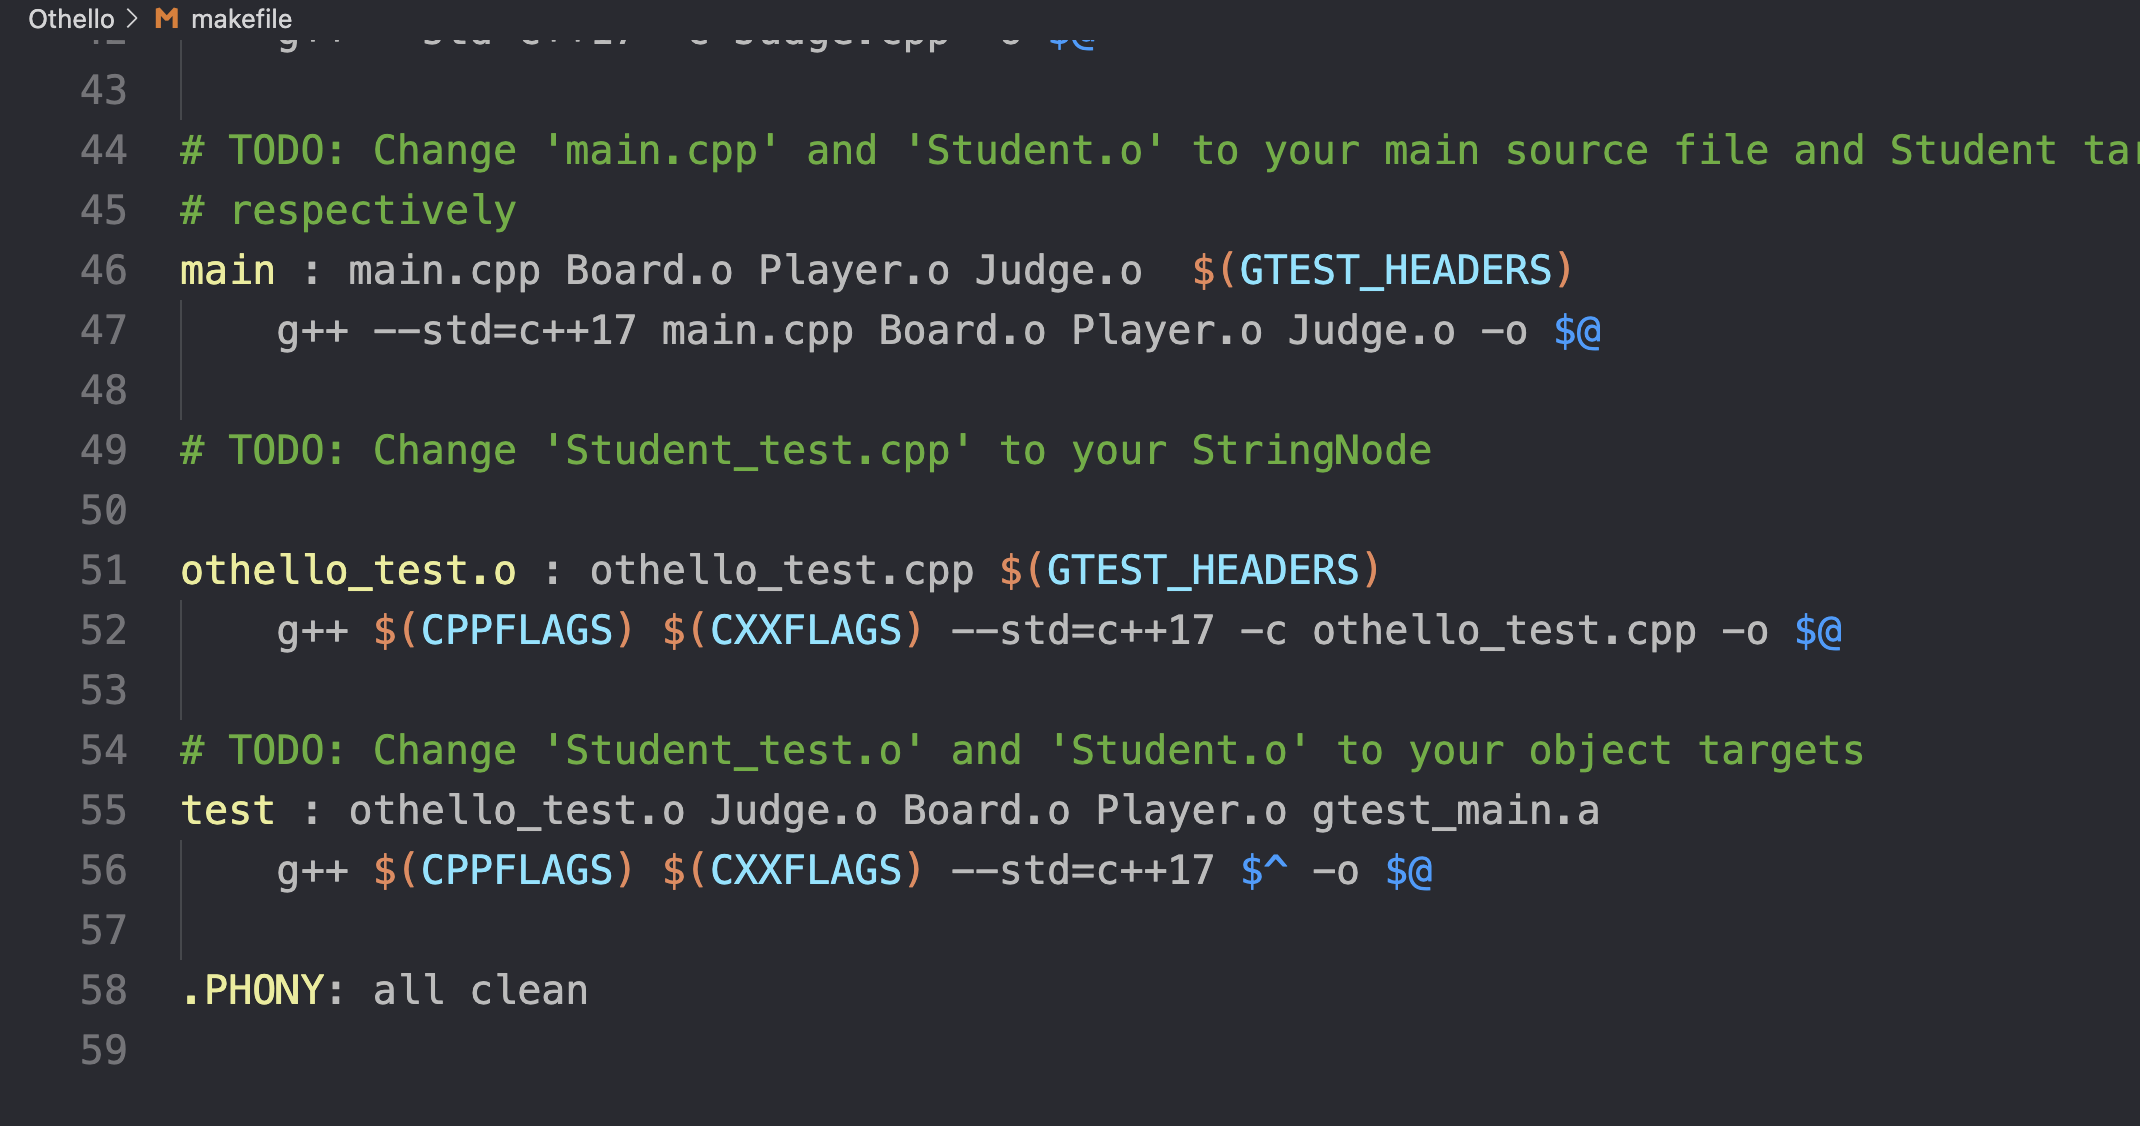 Othello > M makefile
43
44 # TODO: Change 'main.cpp' and 'Student.o' to your main source file and Student
45 # respectively
46 main : main.cpp Board.o Player.o Judge.o  $(GTEST_HEADERS)
47 g++ --std=c++17 main.cpp Board.o Player.o Judge.o -o $@
48
49 # TODO: Change 'Student_test.cpp' to your StringNode
50
51 othello_test.o : othello_test.cpp $(GTEST_HEADERS)
52 g++ $(CPPFLAGS) $(CXXFLAGS) --std=c++17 -c othello_test.cpp -o $@
53
54 # TODO: Change 'Student_test.o' and 'Student.o' to your object targets
55 test : othello_test.o Judge.o Board.o Player.o gtest_main.a
56 g++ $(CPPFLAGS) $(CXXFLAGS) --std=c++17 $^ -o $@
57
58 .PHONY: all clean
59